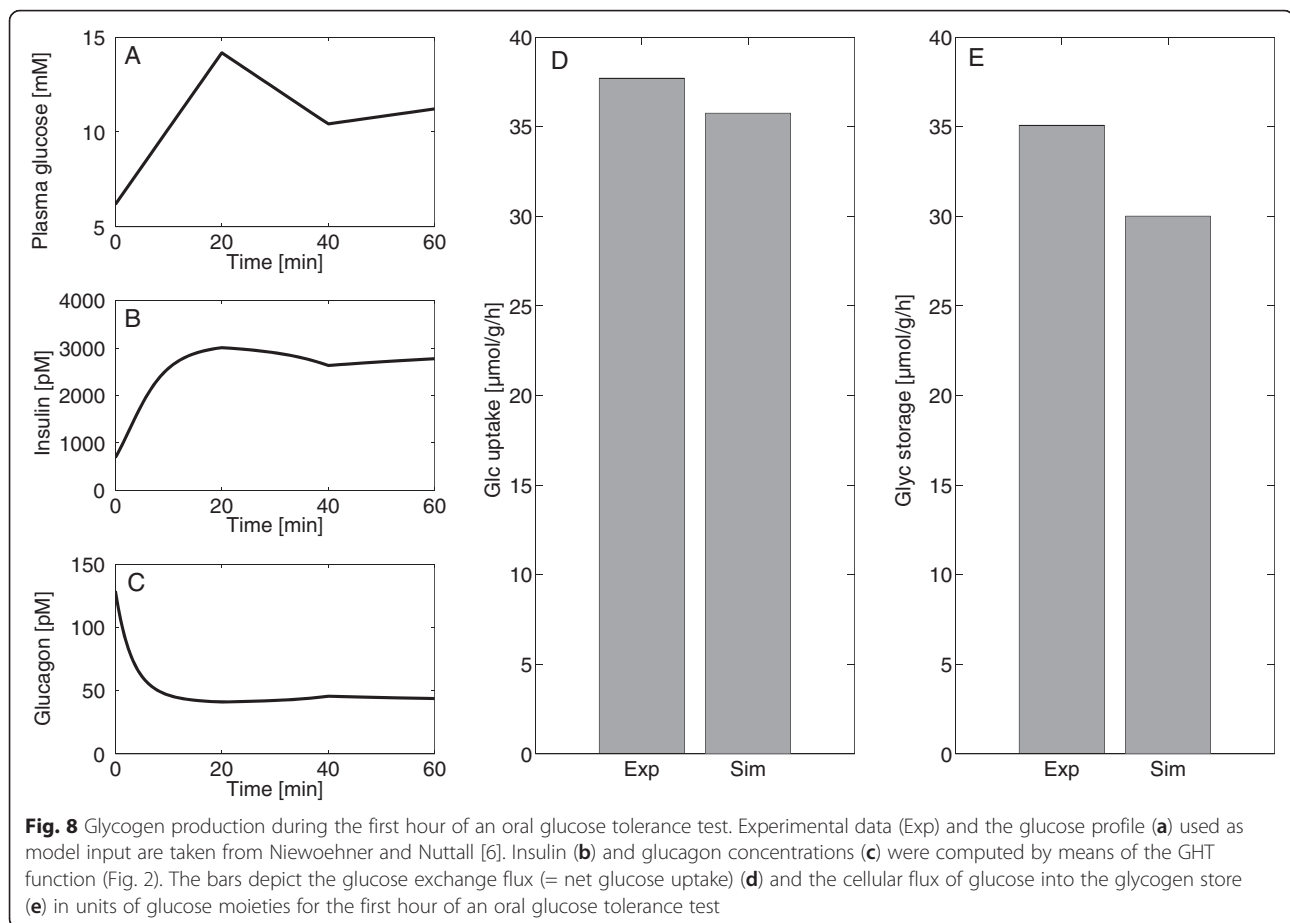 A
Plasma glucose [mM]
15
10
5
0
20
40
60
Time [min]
B
Insulin [pM]
4000
3000
2000
1000
0
0
20
40
60
Time [min]
C
Glucagon [pM]
150
100
50
0
0
20
40
60
Time [min]
D
Glc uptake [µmol/g/h]
40
35
30
25
20
15
10
5
0
Exp
Sim
E
Glyc storage [µmol/g/h]
40
35
30
25
20
15
10
5
0
Exp
Sim
Fig. 8 Glycogen production during the first hour of an oral glucose tolerance test. Experimental data (Exp) and the glucose profile (a) used as
model input are taken from Niewoehner and Nuttall [6]. Insulin (b) and glucagon concentrations (c) were computed by means of the GHT
function (Fig. 2). The bars depict the glucose exchange flux (= net glucose uptake) (d) and the cellular flux of glucose into the glycogen store
(e) in units of glucose moieties for the first hour of an oral glucose tolerance test